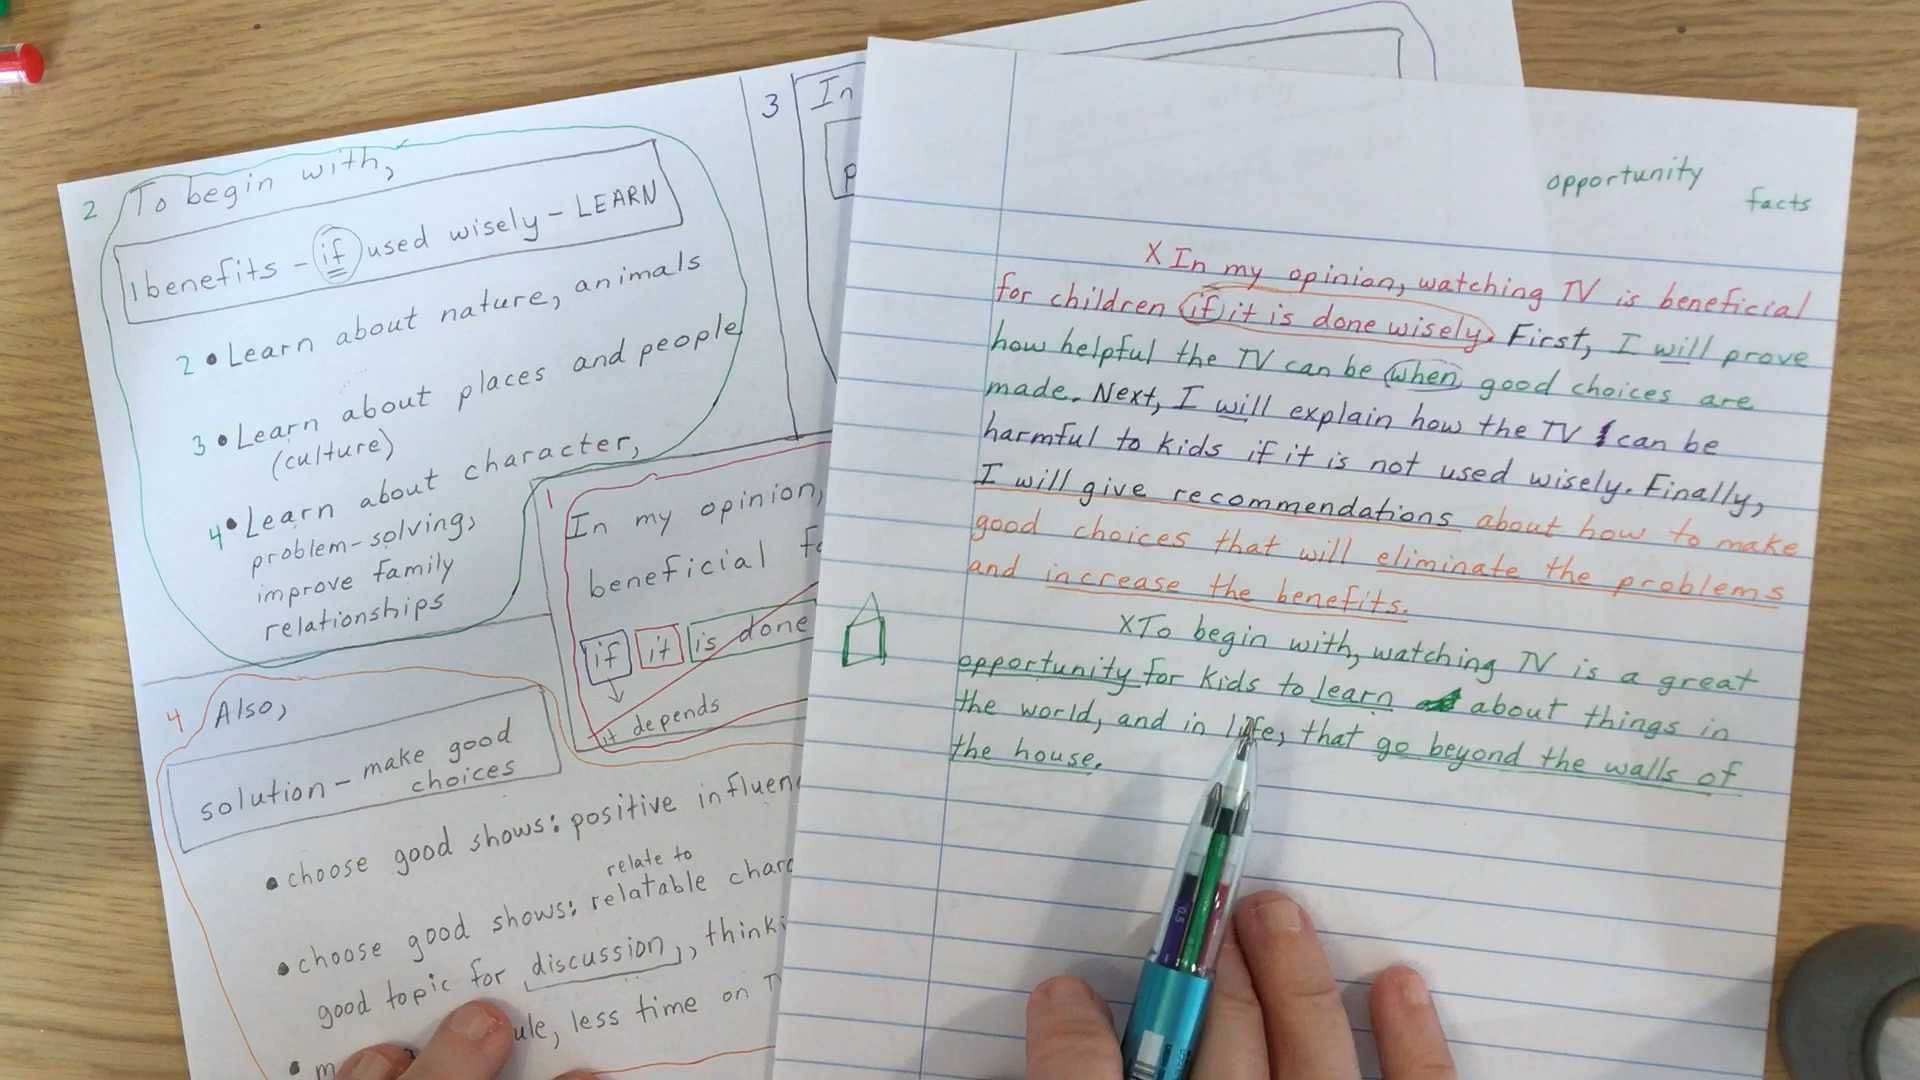 2 To begin with,
1 benefits - if used wisely - LEARN
2 • Learn about nature, animals
3 • Learn about places and people
(culture)
4 • Learn about character,
problem-solving,
improve family
relationships
3 In
1
In my opinion,
beneficial
if it is done
it depends
4 Also,
solution - make good
choices
• choose good shows: positive
relate to
• choose good shows: relatable
good topic for discussion,
less time on
opportunity
facts
X In my opinion, watching TV is beneficial
for children if it is done wisely. First, I will prove
how helpful the TV can be when good choices are
made. Next, I will explain how the TV can be
harmful to kids if it is not used wisely. Finally,
I will give recommendations about how to make
good choices that will eliminate the problems
and increase the benefits.
X To begin with, watching TV is a great
opportunity for kids to learn about things in
the world, and in life, that go beyond the walls of
the house.